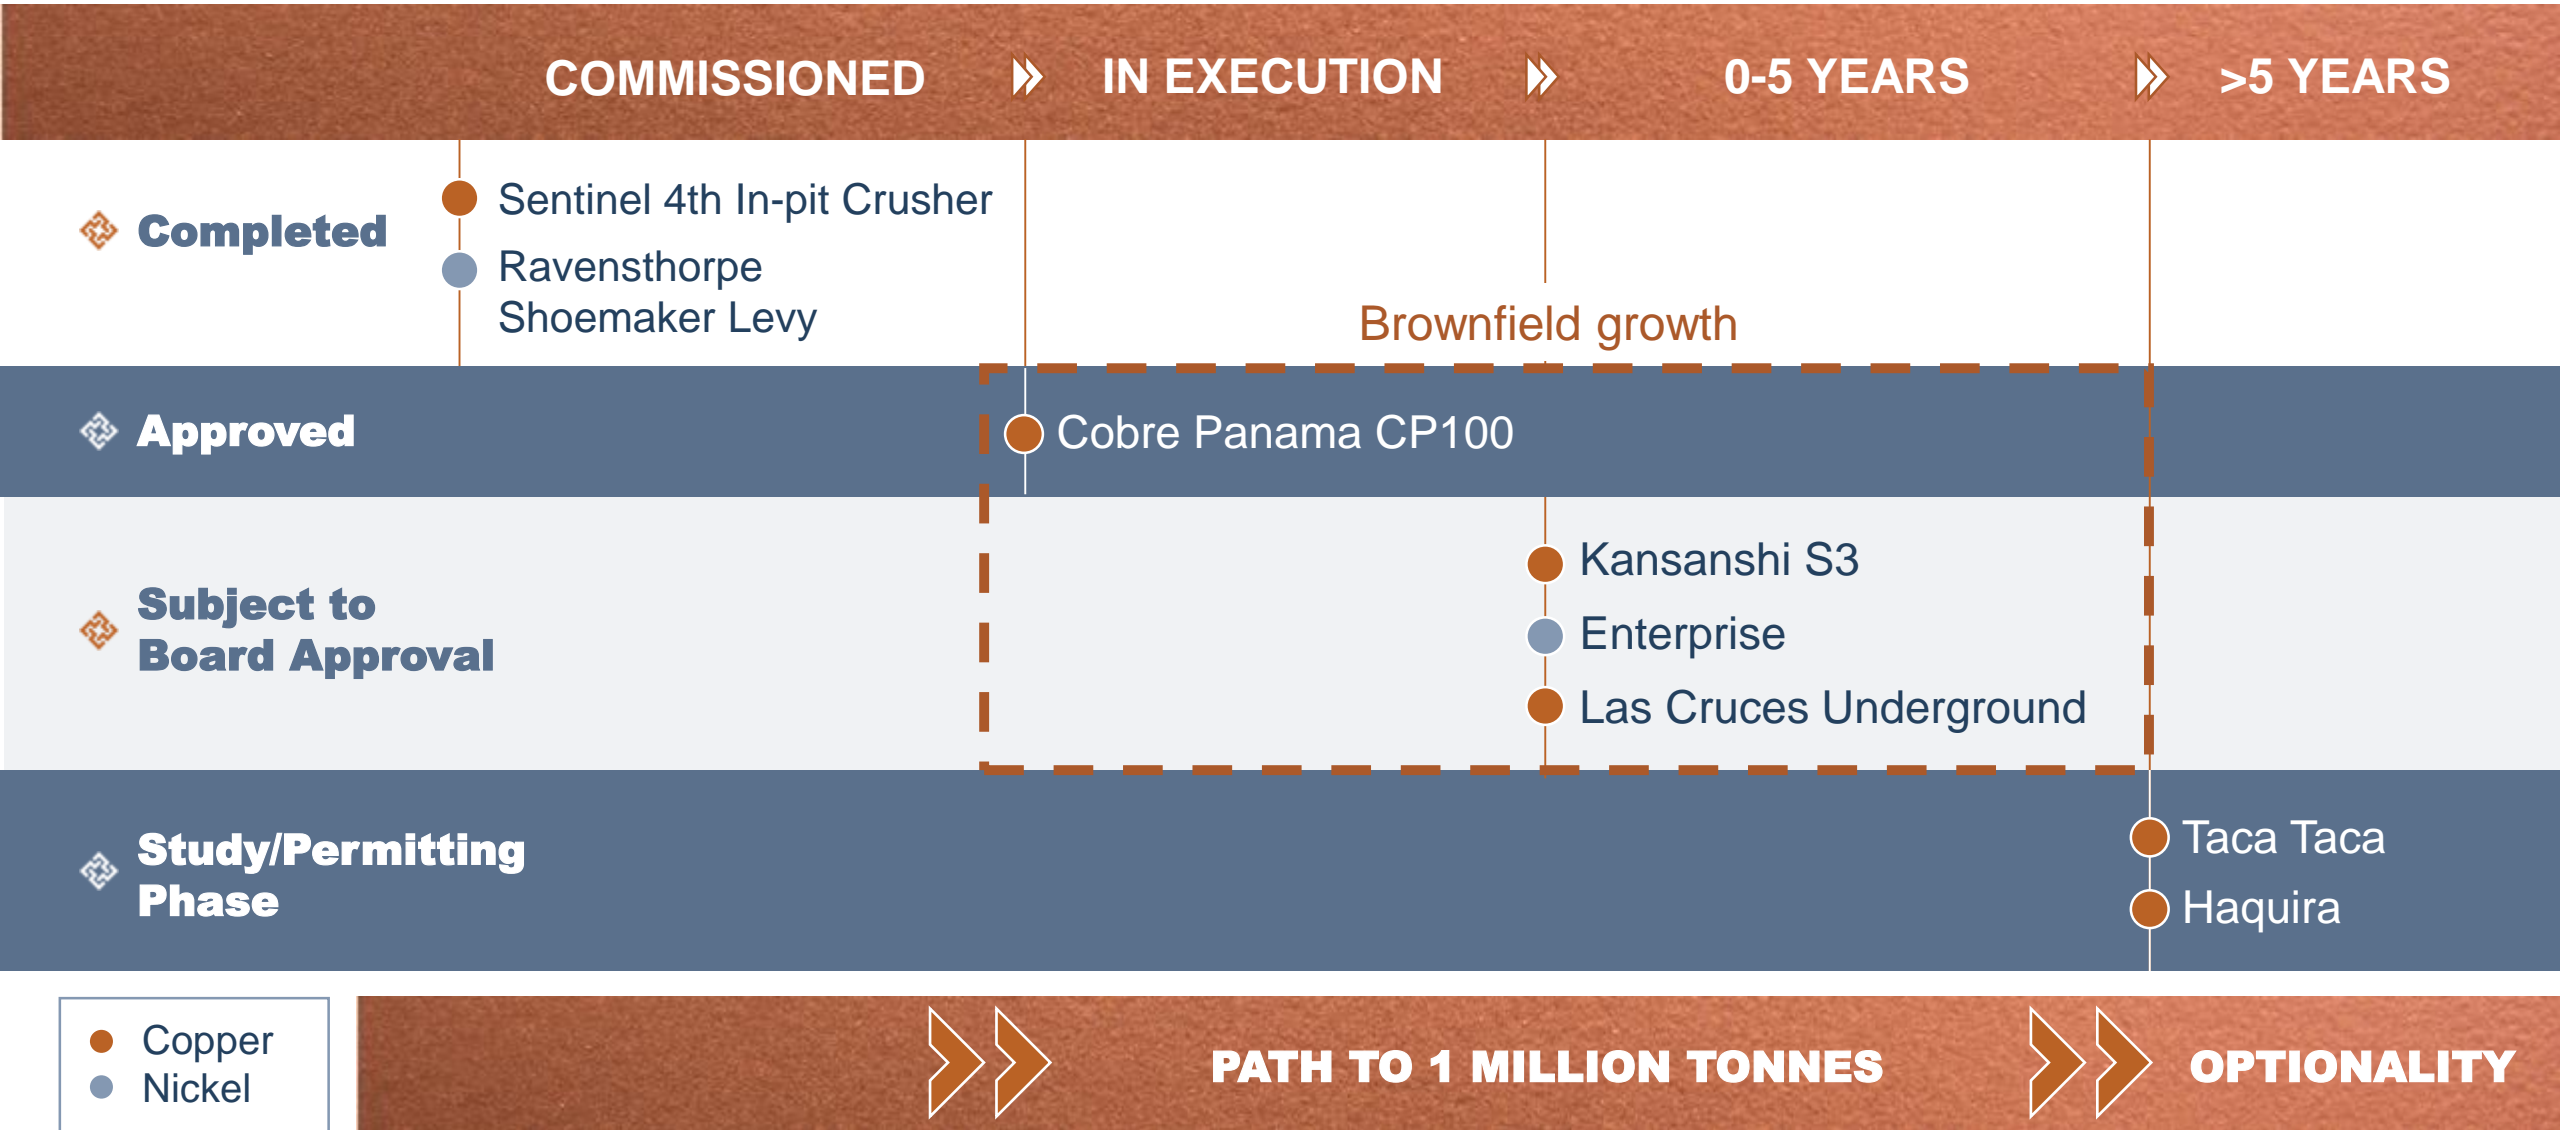 COMMISSIONED IN EXECUTION 0-5 YEARS >5 YEARS
Completed
Sentinel 4th In-pit Crusher
Ravensthorpe
Shoemaker Levy
Brownfield growth
Approved
Cobre Panama CP100
Subject to
Board Approval
Kansanshi S3
Enterprise
Las Cruces Underground
Study/Permitting
Phase
Taca Taca
Haquira
Copper
Nickel
PATH TO 1 MILLION TONNES
OPTIONALITY